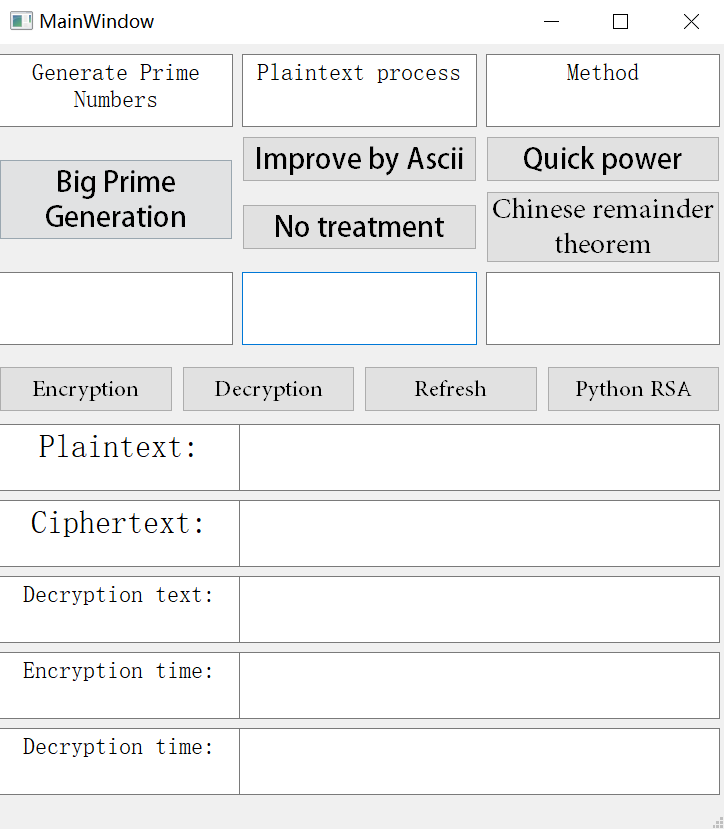 MainWindow
Generate Prime
Numbers
Plaintext process
Method
Big Prime
Generation
Improve by Ascii
No treatment
Quick power
Chinese remainder
theorem
Encryption
Decryption
Refresh
Python RSA
Plaintext:
Ciphertext:
Decryption text:
Encryption time:
Decryption time: